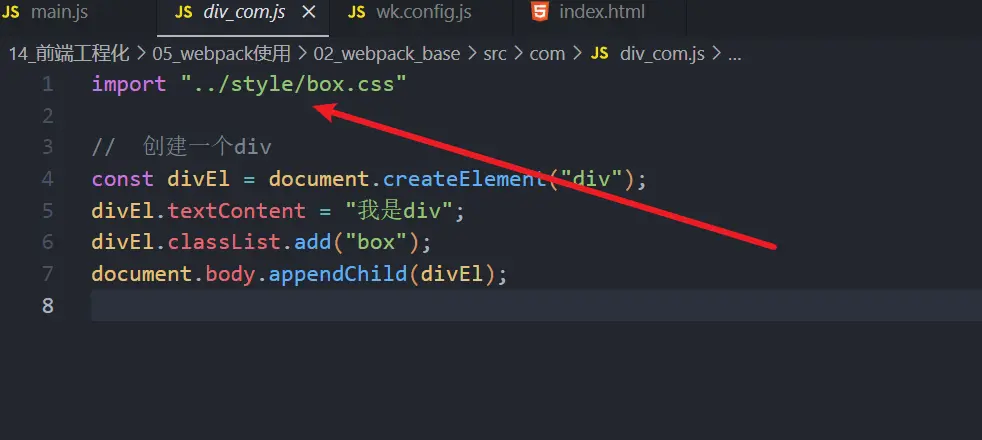 JS main.js JS div_com.js × JS wk.config.js index.html
14_前端工程化 > 05_webpack使用 > 02_webpack_base > src > com > JS div_com.js > ...
1 import "../style/box.css"
2
3 //  创建一个div
4 const divEl = document.createElement("div");
5 divEl.textContent = "我是div";
6 divEl.classList.add("box");
7 document.body.appendChild(divEl);
8